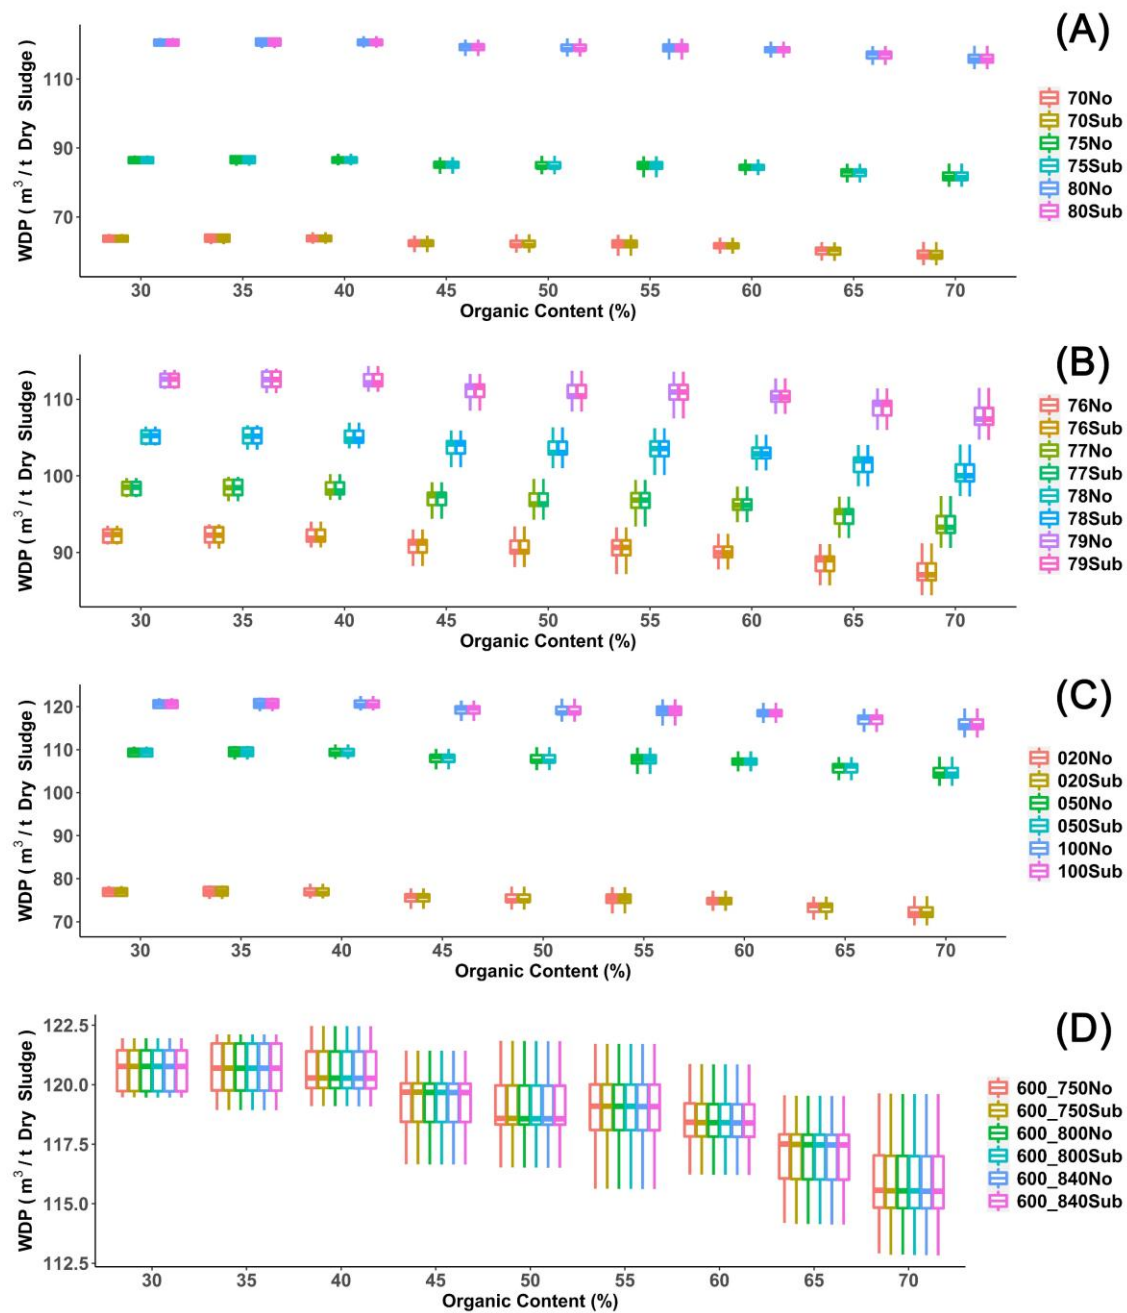 (A)
WDP ( m³ / t Dry Sludge )
110
90
70
30 35 40 45 50 55 60 65 70
Organic Content (%)
70No
70Sub
75No
75Sub
80No
80Sub
(B)
WDP ( m³ / t Dry Sludge )
110
100
90
30 35 40 45 50 55 60 65 70
Organic Content (%)
76No
76Sub
77No
77Sub
78No
78Sub
79No
79Sub
(C)
WDP ( m³ / t Dry Sludge )
120
110
100
90
80
70
30 35 40 45 50 55 60 65 70
Organic Content (%)
020No
020Sub
050No
050Sub
100No
100Sub
(D)
WDP ( m³ / t Dry Sludge )
122.5
120.0
117.5
115.0
112.5
30 35 40 45 50 55 60 65 70
Organic Content (%)
600_750No
600_750Sub
600_800No
600_800Sub
600_840No
600_840Sub